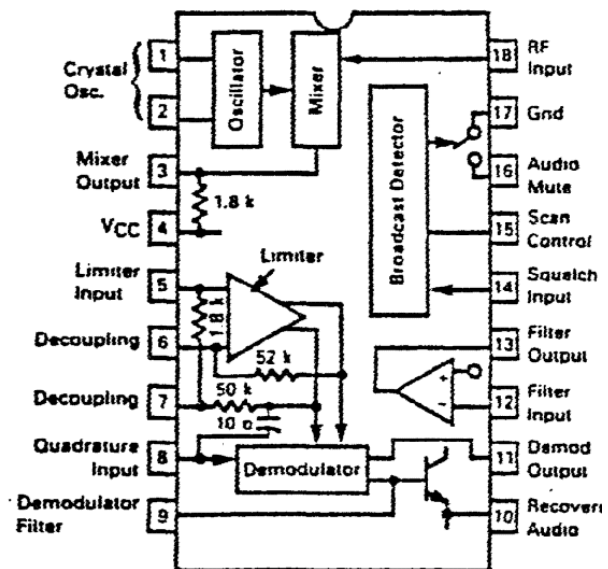 Crystal
Osc.
1
2
Oscillator
Mixer
18
RF
Input
Mixer
Output
3
1.8 k
VCC
4
Broadcast Detector
17
Gnd
16
Audio
Mute
15
Scan
Control
14
Squelch
Input
Limiter
Input
5
Limiter
1.8 k
Decoupling
6
52 k
13
Filter
Output
+
-
12
Filter
Input
Decoupling
7
50 k
10
Quadrature
Input
8
Demodulator
11
Demod
Output
Demodulator
Filter
9
10
Recovere
Audio